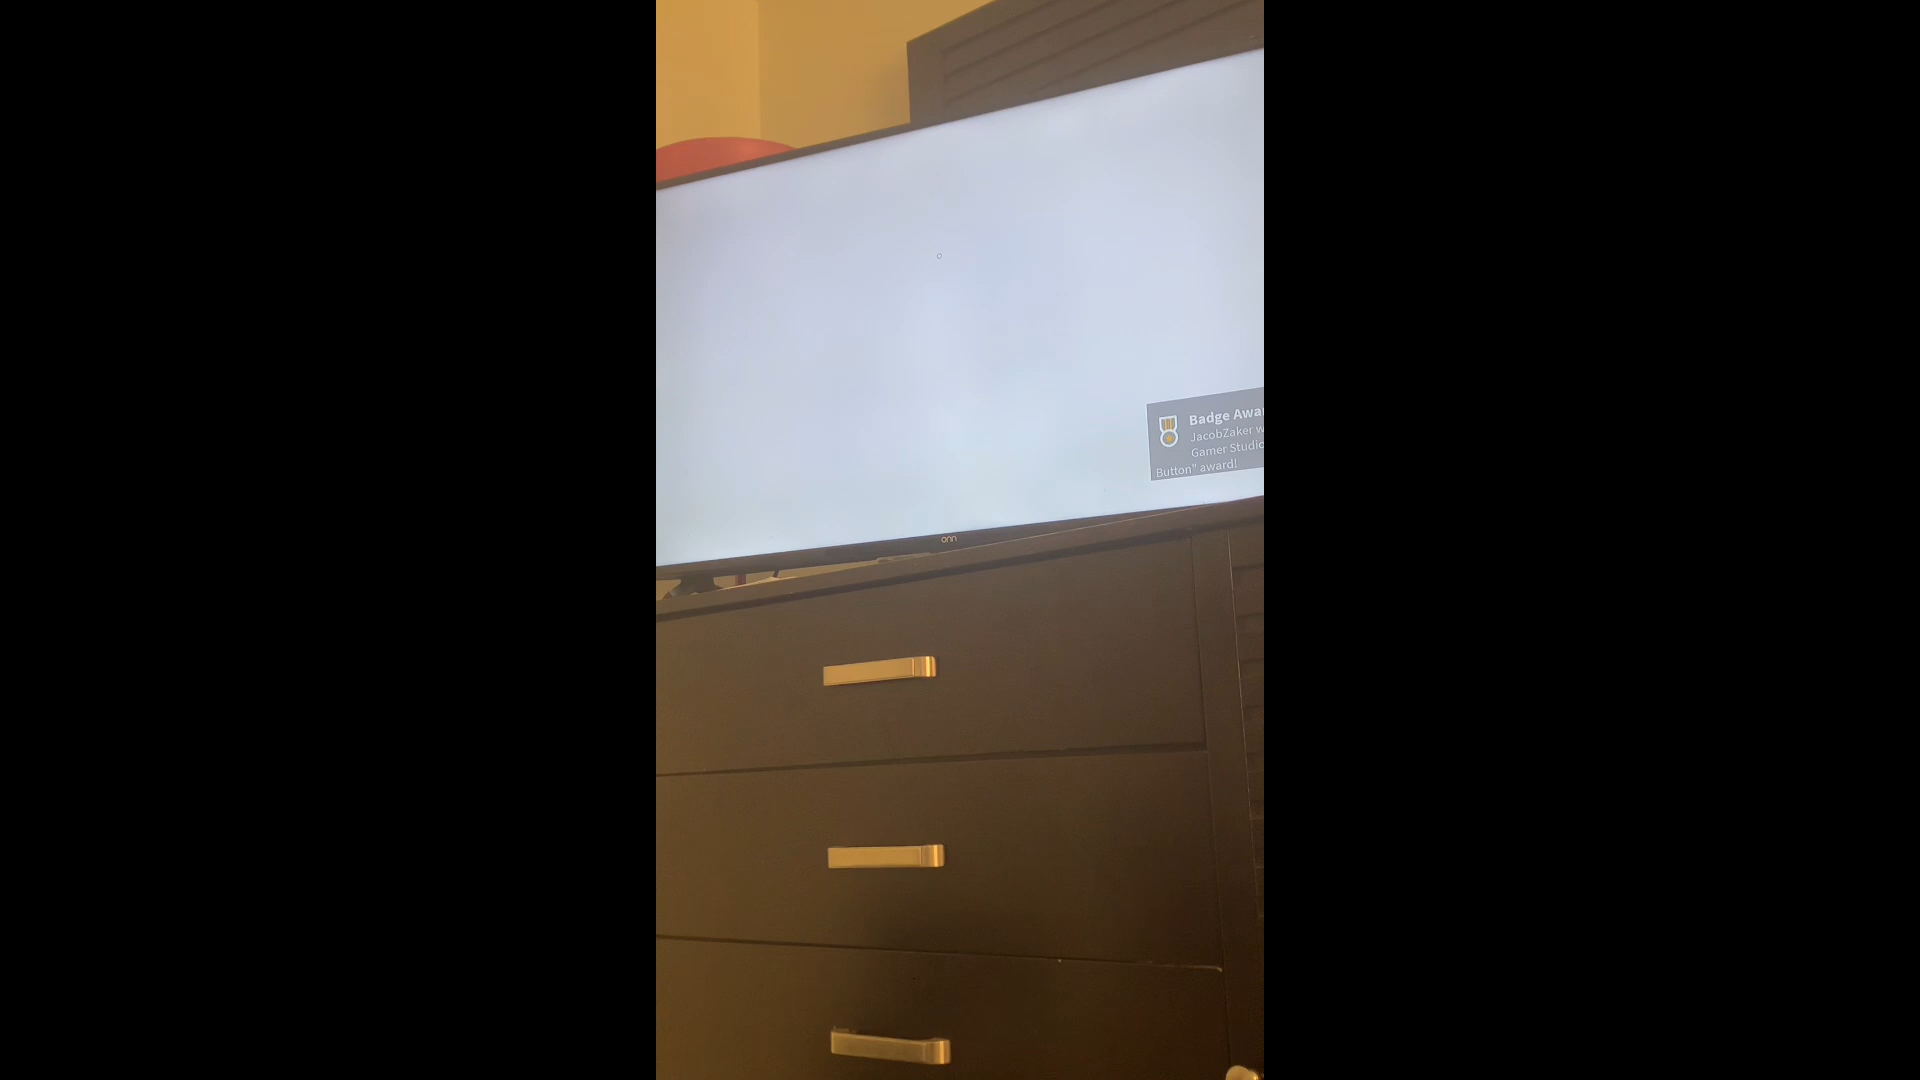 Badge Awa
JacobZaker w
Gamer Studio
Button" award!
onn